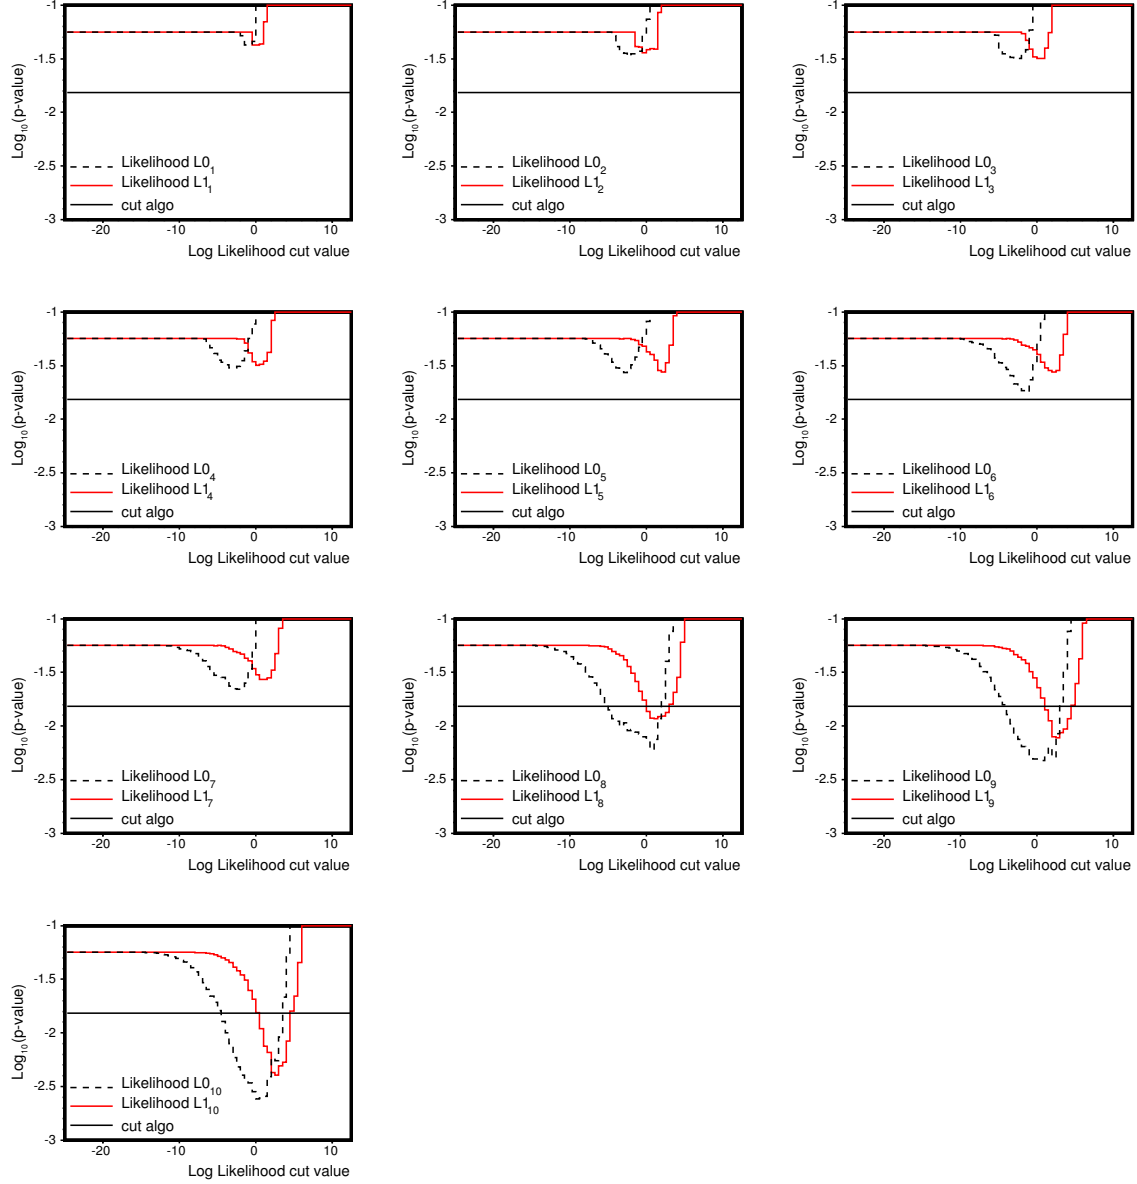 -1
-1.5
-2
-2.5
-3
Log10(p-value)
Likelihood L01
Likelihood L11
cut algo
-20 -10 0 10
Log Likelihood cut value
-1
-1.5
-2
-2.5
-3
Log10(p-value)
Likelihood L02
Likelihood L12
cut algo
-20 -10 0 10
Log Likelihood cut value
-1
-1.5
-2
-2.5
-3
Log10(p-value)
Likelihood L03
Likelihood L13
cut algo
-20 -10 0 10
Log Likelihood cut value
-1
-1.5
-2
-2.5
-3
Log10(p-value)
Likelihood L04
Likelihood L14
cut algo
-20 -10 0 10
Log Likelihood cut value
-1
-1.5
-2
-2.5
-3
Log10(p-value)
Likelihood L05
Likelihood L15
cut algo
-20 -10 0 10
Log Likelihood cut value
-1
-1.5
-2
-2.5
-3
Log10(p-value)
Likelihood L06
Likelihood L16
cut algo
-20 -10 0 10
Log Likelihood cut value
-1
-1.5
-2
-2.5
-3
Log10(p-value)
Likelihood L07
Likelihood L17
cut algo
-20 -10 0 10
Log Likelihood cut value
-1
-1.5
-2
-2.5
-3
Log10(p-value)
Likelihood L08
Likelihood L18
cut algo
-20 -10 0 10
Log Likelihood cut value
-1
-1.5
-2
-2.5
-3
Log10(p-value)
Likelihood L09
Likelihood L19
cut algo
-20 -10 0 10
Log Likelihood cut value
-1
-1.5
-2
-2.5
-3
Log10(p-value)
Likelihood L010
Likelihood L110
cut algo
-20 -10 0 10
Log Likelihood cut value